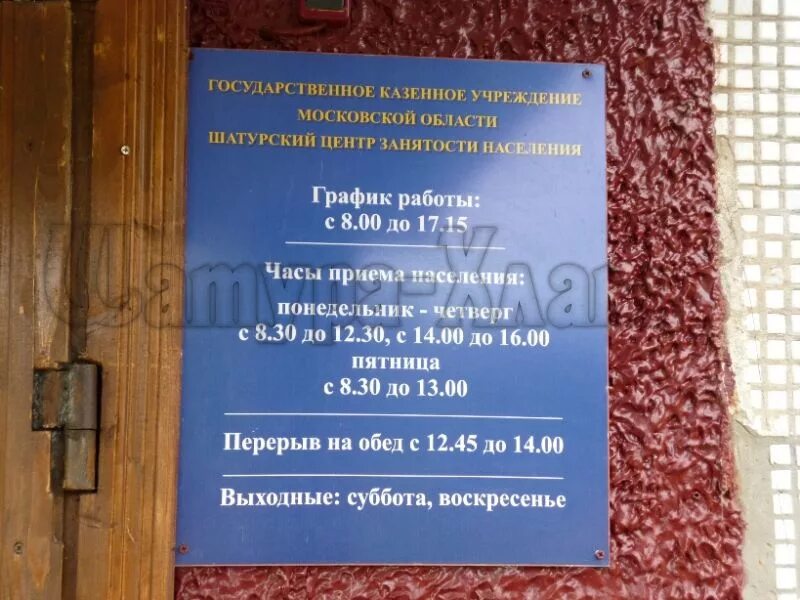 ГОСУДАРСТВЕННОЕ КАЗЕННОЕ УЧРЕЖДЕНИЕ
МОСКОВСКОЙ ОБЛАСТИ
ШАТУРСКИЙ ЦЕНТР ЗАНЯТОСТИ НАСЕЛЕНИЯ
График работы:
с 8.00 до 17.15
Часы приема населения:
Шатура-Хлам
понедельник - четверг
с 8.30 до 12.30, с 14.00 до 16.00
пятница
с 8.30 до 13.00
Перерыв на обед с 12.45 до 14.00
Выходные: суббота, воскресенье